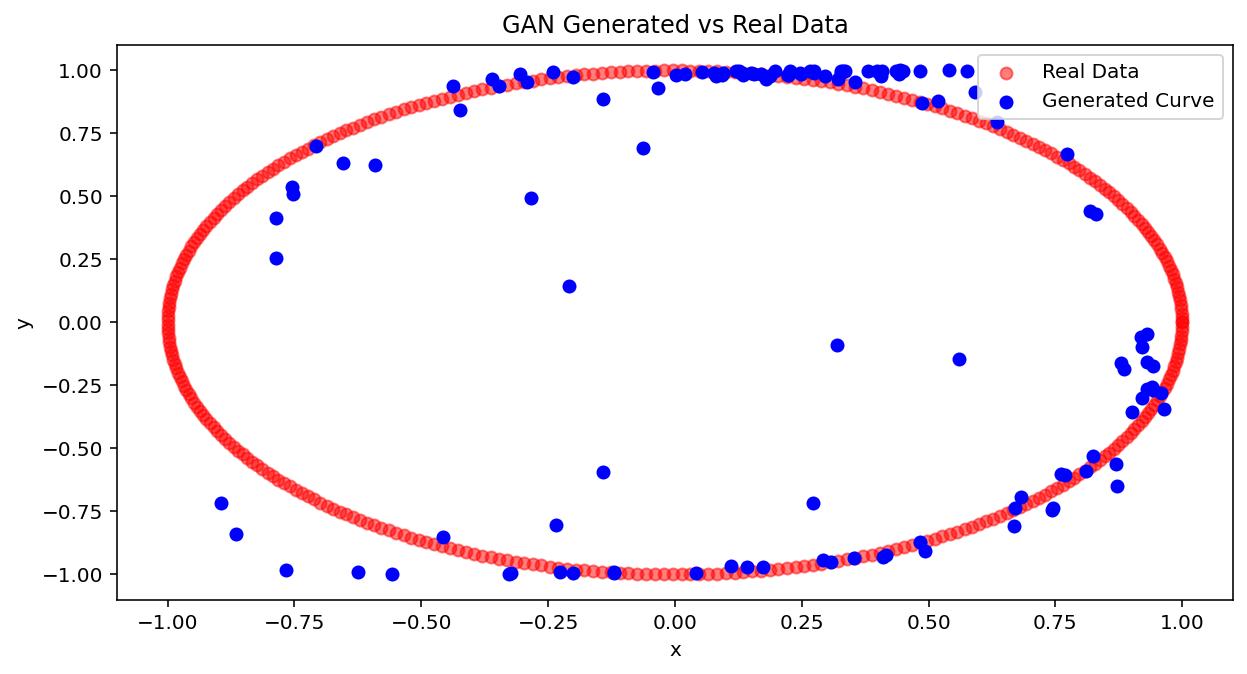 GAN Generated vs Real Data
Real Data
Generated Curve
1.00
0.75
0.50
0.25
0.00
−0.25
−0.50
−0.75
−1.00
y
−1.00 −0.75 −0.50 −0.25 0.00 0.25 0.50 0.75 1.00
x